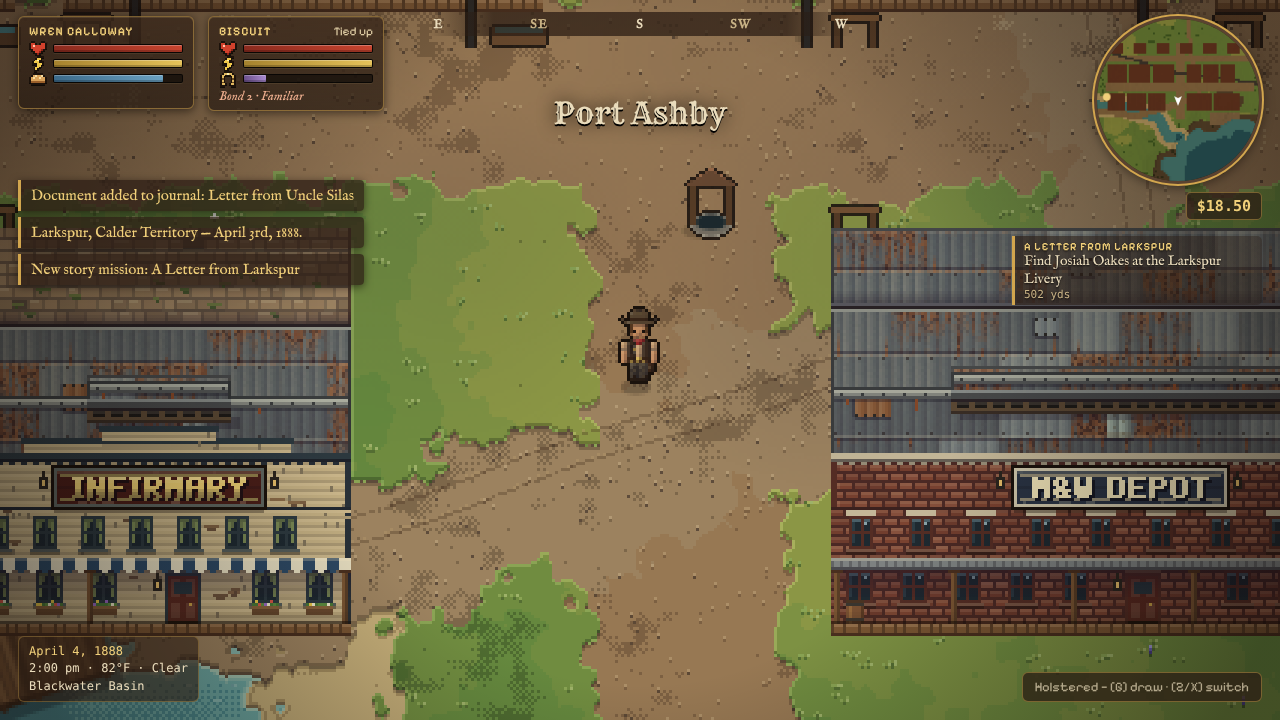 WREN CALLOWAY
BISCUIT Tied up
Bond 2 · Familiar
E SE S SW W
Port Ashby
$18.50
Document added to journal: Letter from Uncle Silas
Larkspur, Calder Territory — April 3rd, 1888.
New story mission: A Letter from Larkspur
A LETTER FROM LARKSPUR
Find Josiah Oakes at the Larkspur
Livery
502 yds
INFIRMARY
M&W DEPOT
April 4, 1888
2:00 pm · 82°F · Clear
Blackwater Basin
Holstered - [G] draw · [Z/X] switch